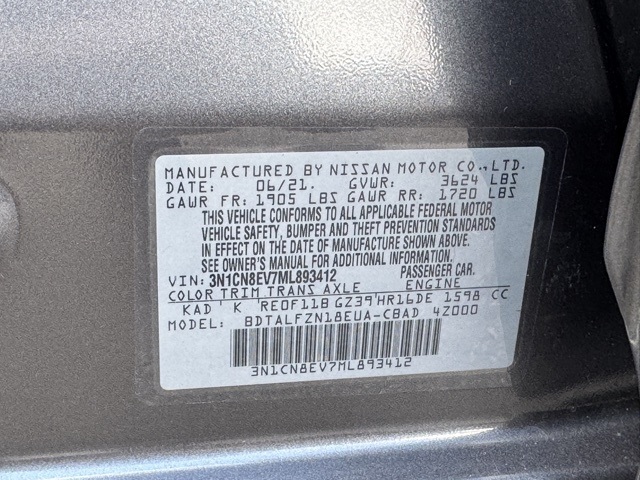 MANUFACTURED BY NISSAN MOTOR CO.,LTD.
DATE: 06/21. GVWR: 3624 LBS
GAWR FR: 1905 LBS GAWR RR: 1720 LBS
THIS VEHICLE CONFORMS TO ALL APPLICABLE FEDERAL MOTOR
VEHICLE SAFETY, BUMPER AND THEFT PREVENTION STANDARDS
IN EFFECT ON THE DATE OF MANUFACTURE SHOWN ABOVE.
SEE OWNER'S MANUAL FOR ADDITIONAL INFORMATION.
VIN: 3N1CN8EV7ML893412 PASSENGER CAR.
COLOR TRIM TRANS AXLE ENGINE
KAD ' K RE0F11B GZ39'HR16DE 1598 CC
MODEL: BDTALFZN18EUA-CBAD 4Z000
3N1CN8EV7ML893412